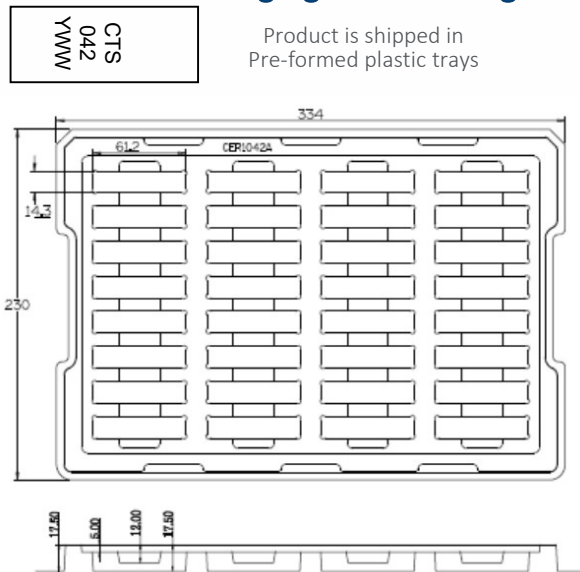 CTS
042
YWW
Product is shipped in
Pre-formed plastic trays
334
61.2
CER1042A
14.3
230
17.50
5.00
12.00
17.50